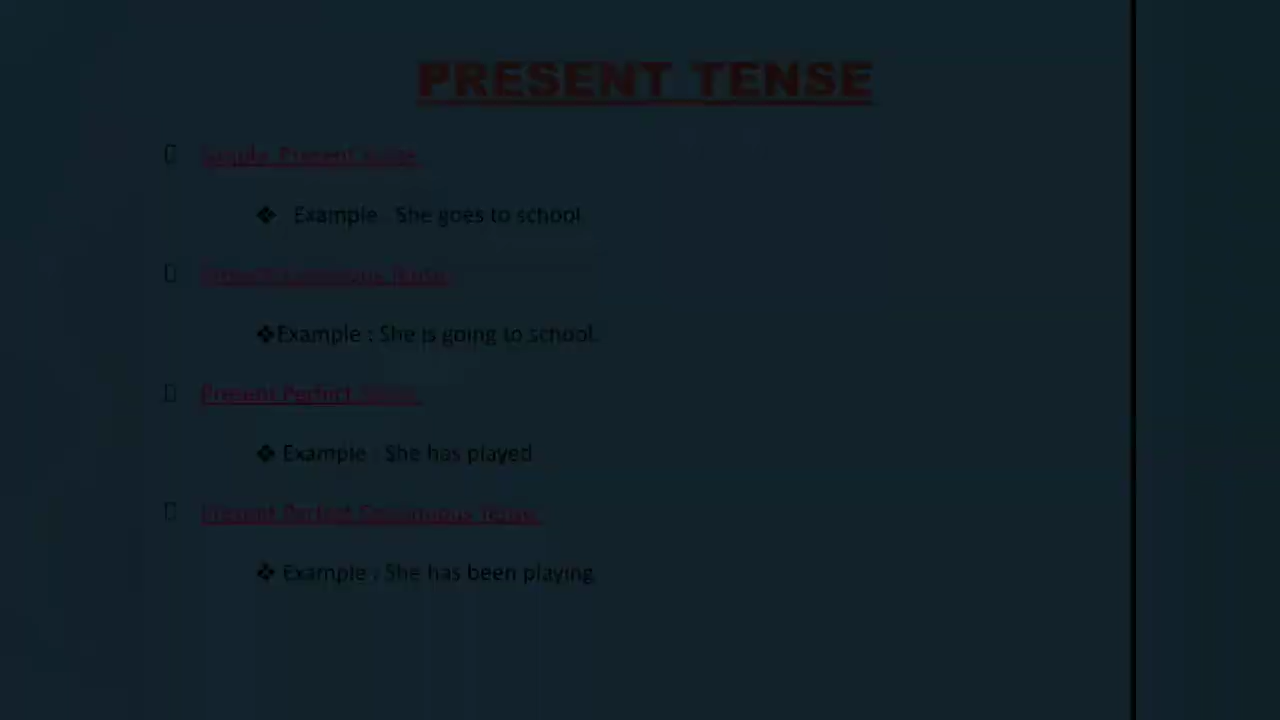 PRESENT TENSE
Simple Present Tense
❖ Example : She goes to school.
Present Continuous Tense
❖Example : She is going to school.
Present Perfect Tense
❖ Example : She has played
Present Perfect Continuous Tense
❖ Example : She has been playing